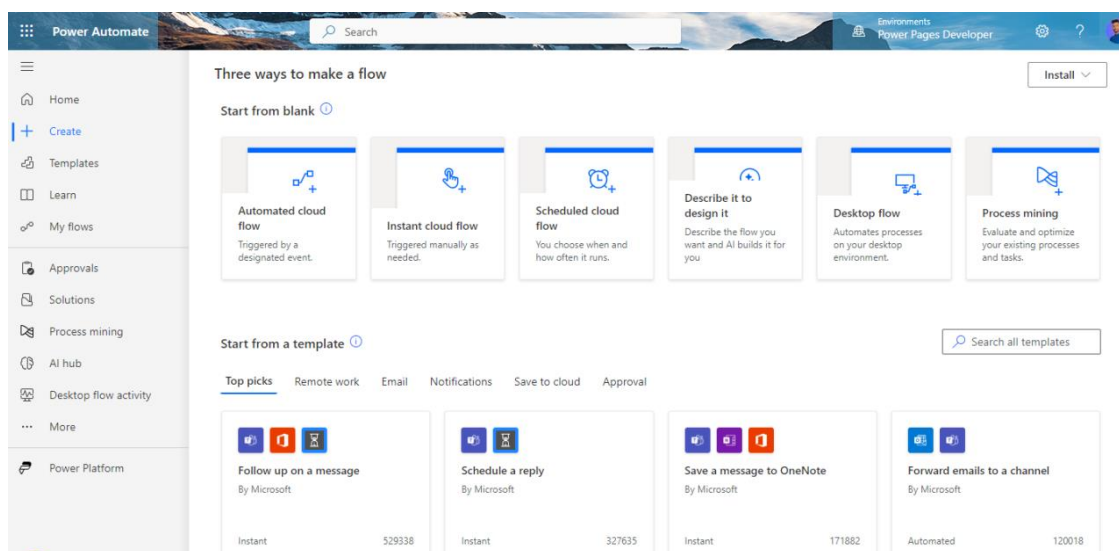 Power Automate
Search
Environments
Power Pages Developer
?
Home
Create
Templates
Learn
My flows
Approvals
Solutions
Process mining
AI hub
Desktop flow activity
More
Power Platform
Three ways to make a flow
Install
Start from blank
Automated cloud
flow
Triggered by a
designated event.
Instant cloud flow
Triggered manually as
needed.
Scheduled cloud
flow
You choose when and
how often it runs.
Describe it to
design it
Describe the flow you
want and AI builds it for
you
Desktop flow
Automates processes
on your desktop
environment.
Process mining
Evaluate and optimize
your existing processes
and tasks.
Start from a template
Search all templates
Top picks
Remote work
Email
Notifications
Save to cloud
Approval
Follow up on a message
By Microsoft
Instant
529338
Schedule a reply
By Microsoft
Instant
327635
Save a message to OneNote
By Microsoft
Instant
171882
Forward emails to a channel
By Microsoft
Automated
120018